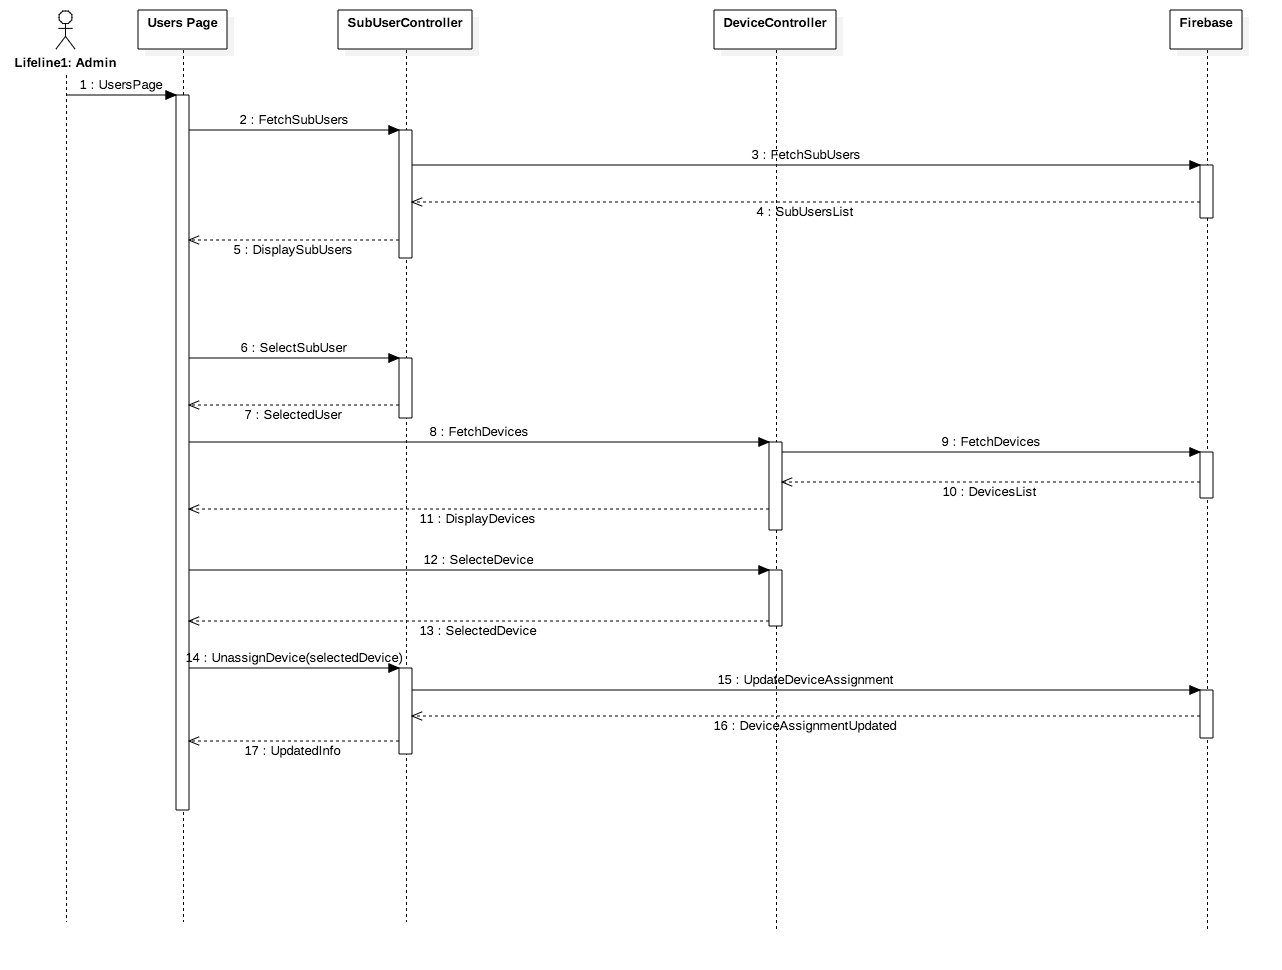 Users Page
SubUserController
DeviceController
Firebase
Lifeline1: Admin
1 : UsersPage
2 : FetchSubUsers
3 : FetchSubUsers
4 : SubUsersList
5 : DisplaySubUsers
6 : SelectSubUser
7 : SelectedUser
8 : FetchDevices
9 : FetchDevices
10 : DevicesList
11 : DisplayDevices
12 : SelecteDevice
13 : SelectedDevice
14 : UnassignDevice(selectedDevice)
15 : UpdateDeviceAssignment
16 : DeviceAssignmentUpdated
17 : UpdatedInfo